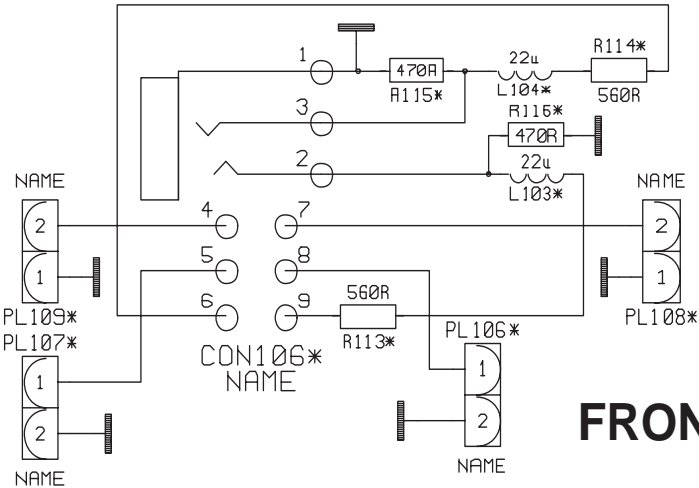 1
470R
R115*
22u
L104*
R114*
560R
3
R116*
470R
2
22u
L103*
NAME
2
1
PL109*
4
7
5
8
6
9
560R
R113*
CON106*
NAME
NAME
2
1
PL108*
PL107*
1
2
NAME
PL106*
1
2
NAME
FRON